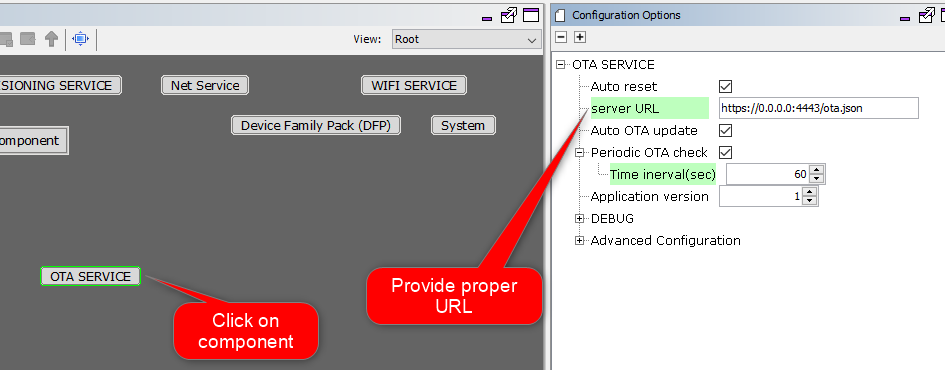 View:
Root
ISIONING SERVICE
Net Service
WIFI SERVICE
Device Family Pack (DFP)
System
omponent
OTA SERVICE
Click on
component
Configuration Options
OTA SERVICE
Auto reset
server URL
https://0.0.0.0:4443/ota.json
Auto OTA update
Periodic OTA check
Time inerval(sec)
60
Application version
1
DEBUG
Advanced Configuration
Provide proper
URL